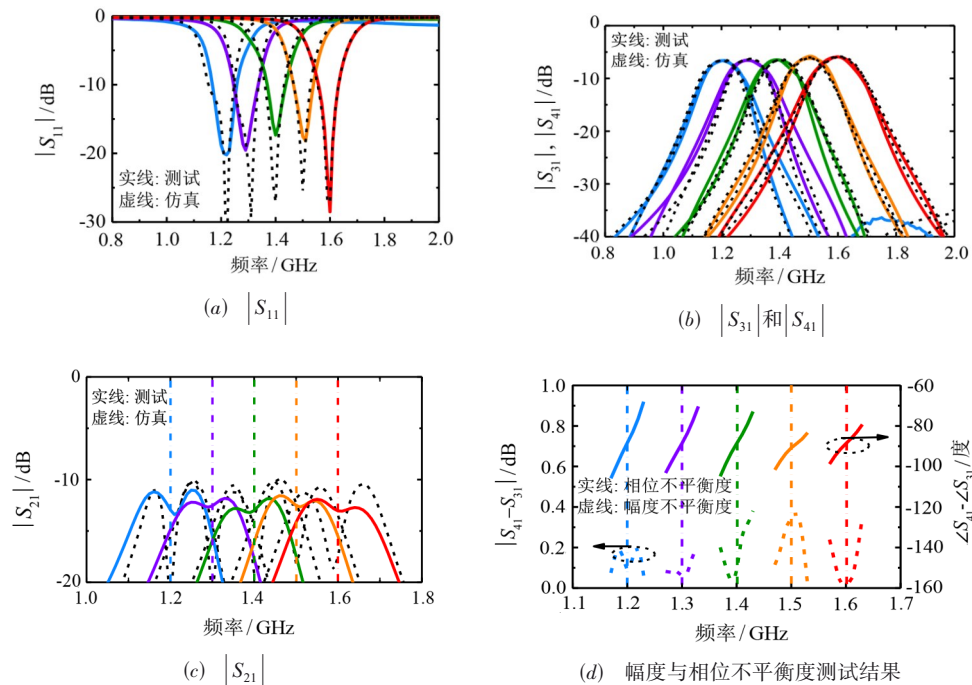 |S11|/dB
0
-10
-20
-30
实线: 测试
虚线: 仿真
0.8 1.0 1.2 1.4 1.6 1.8 2.0
频率/GHz
(a) |S11|
|S31|, |S41|/dB
0
-10
-20
-30
-40
实线: 测试
虚线: 仿真
0.8 1.0 1.2 1.4 1.6 1.8 2.0
频率/GHz
(b) |S31|和|S41|
|S21|/dB
0
-10
-20
实线: 测试
虚线: 仿真
1.0 1.2 1.4 1.6 1.8
频率/GHz
(c) |S21|
|S41-S31|/dB
1.0
0.8
0.6
0.4
0.2
0.0
实线: 相位不平衡度
虚线: 幅度不平衡度
-60
-80
-100
-120
-140
-160
∠S41-∠S31/度
1.1 1.2 1.3 1.4 1.5 1.6 1.7
频率/GHz
(d) 幅度与相位不平衡度测试结果